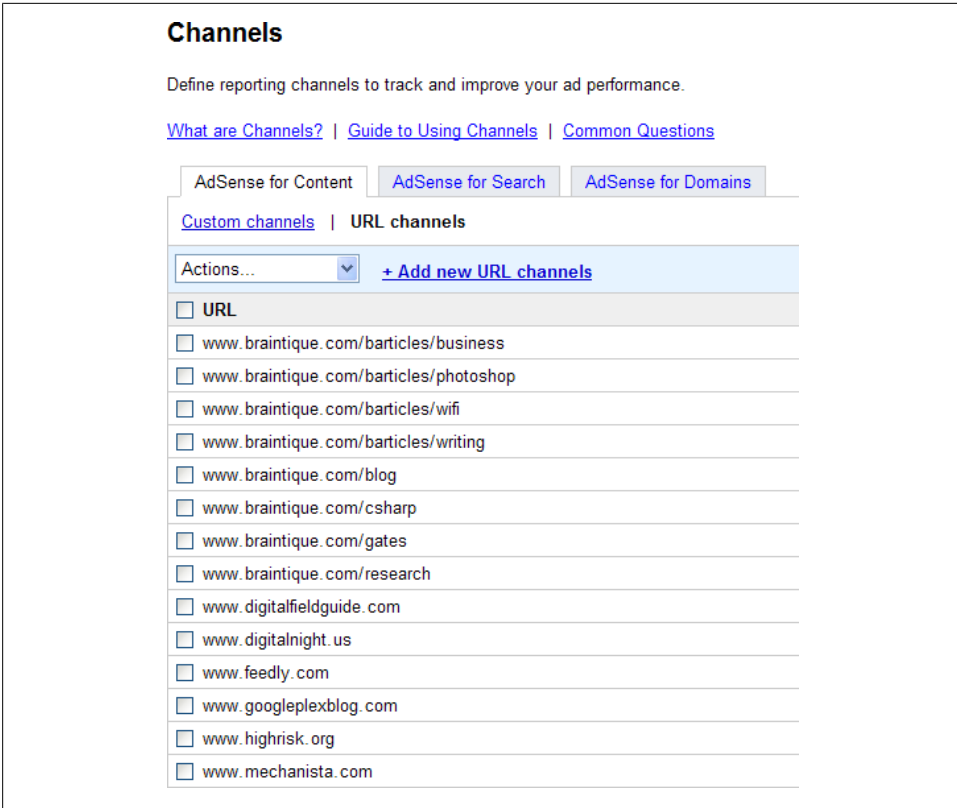 Channels
Define reporting channels to track and improve your ad performance.
What are Channels? | Guide to Using Channels | Common Questions
AdSense for Content AdSense for Search AdSense for Domains
Custom channels | URL channels
Actions... + Add new URL channels
URL
www.braintique.com/barticles/business
www.braintique.com/barticles/photoshop
www.braintique.com/barticles/wifi
www.braintique.com/barticles/writing
www.braintique.com/blog
www.braintique.com/csharp
www.braintique.com/gates
www.braintique.com/research
www.digitalfieldguide.com
www.digitalnight.us
www.feedly.com
www.googleplexblog.com
www.highrisk.org
www.mechanista.com